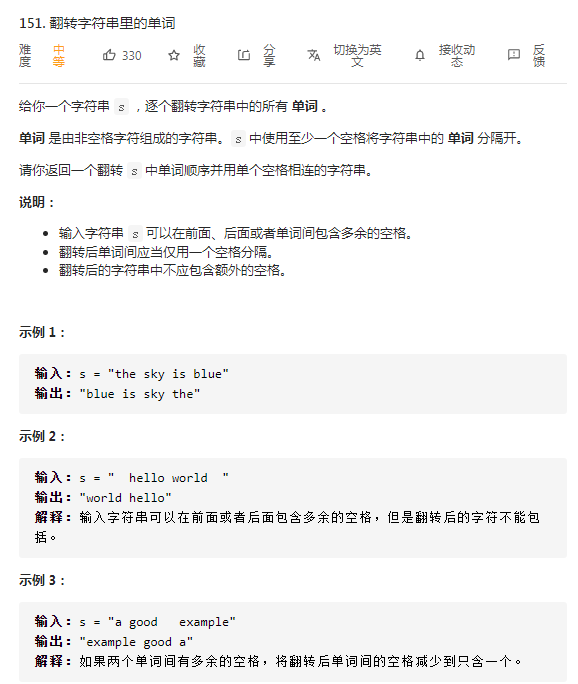 151. 翻转字符串里的单词
难度 中等 330 收藏 分享 切换为英文 接收动态 反馈
给你一个字符串 s ，逐个翻转字符串中的所有 单词 。
单词 是由非空格字符组成的字符串。s 中使用至少一个空格将字符串中的 单词 分隔开。
请你返回一个翻转 s 中单词顺序并用单个空格相连的字符串。
说明：
输入字符串 s 可以在前面、后面或者单词间包含多余的空格。
翻转后单词间应当仅用一个空格分隔。
翻转后的字符串中不应包含额外的空格。
示例 1：
输入：s = "the sky is blue"
输出："blue is sky the"
示例 2：
输入：s = "  hello world  "
输出："world hello"
解释：输入字符串可以在前面或者后面包含多余的空格，但是翻转后的字符不能包
括。
示例 3：
输入：s = "a good   example"
输出："example good a"
解释：如果两个单词间有多余的空格，将翻转后单词间的空格减少到只含一个。